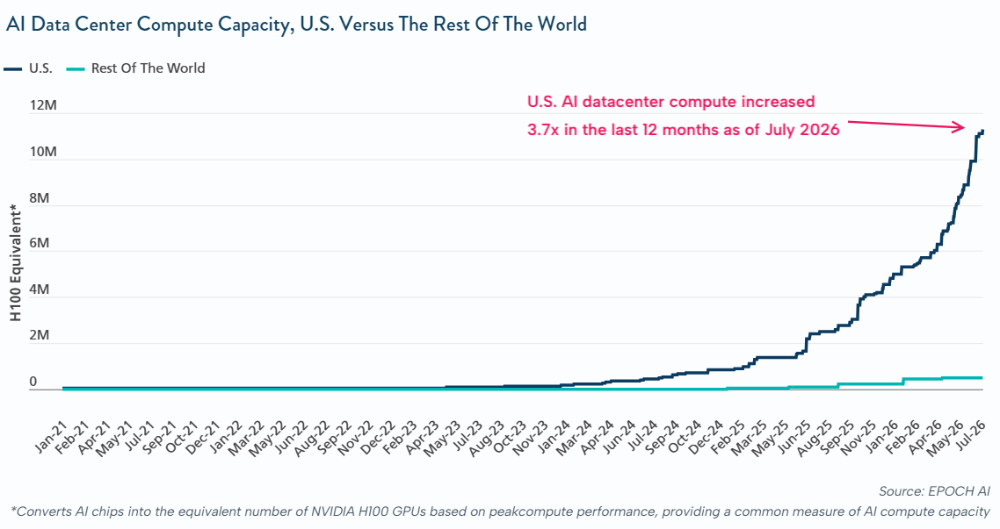 AI Data Center Compute Capacity, U.S. Versus The Rest Of The World
U.S.
Rest Of The World
U.S. AI datacenter compute increased
3.7x in the last 12 months as of July 2026
H100 Equivalent*
12M
10M
8M
6M
4M
2M
0
Jan-21
Feb-21
Apr-21
May-21
Jul-21
Sep-21
Oct-21
Dec-21
Jan-22
Mar-22
Apr-22
Jun-22
Aug-22
Sep-22
Nov-22
Dec-22
Feb-23
Apr-23
May-23
Jul-23
Aug-23
Oct-23
Nov-23
Jan-24
Mar-24
Apr-24
Jun-24
Jul-24
Sep-24
Oct-24
Dec-24
Feb-25
Mar-25
May-25
Jun-25
Aug-25
Sep-25
Nov-25
Jan-26
Feb-26
Apr-26
May-26
Jul-26
Source: EPOCH AI
*Converts AI chips into the equivalent number of NVIDIA H100 GPUs based on peakcompute performance, providing a common measure of AI compute capacity